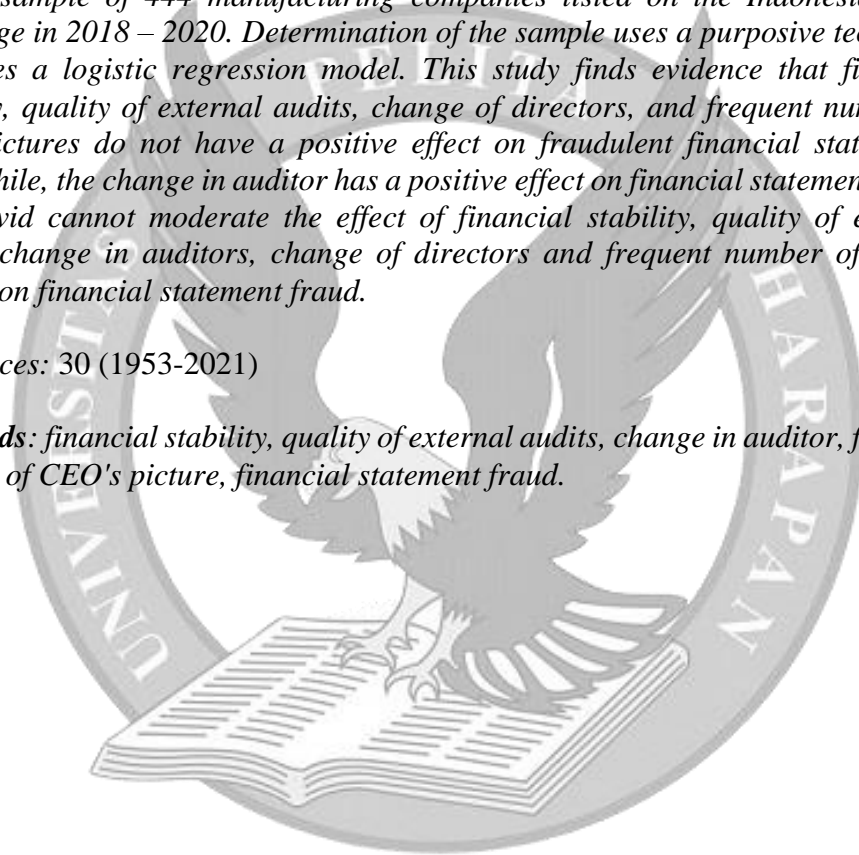 sample of 444 manufacturing companies listed on the Indonesi
ge in 2018 – 2020. Determination of the sample uses a purposive te
es a logistic regression model. This study finds evidence that fi
, quality of external audits, change of directors, and frequent nu
ictures do not have a positive effect on fraudulent financial stat
hile, the change in auditor has a positive effect on financial statement
vid cannot moderate the effect of financial stability, quality of e
change in auditors, change of directors and frequent number of
on financial statement fraud.
ces: 30 (1953-2021)
ds: financial stability, quality of external audits, change in auditor, f
of CEO's picture, financial statement fraud.
UNIVERSITAS
PELITA
HARAPAN